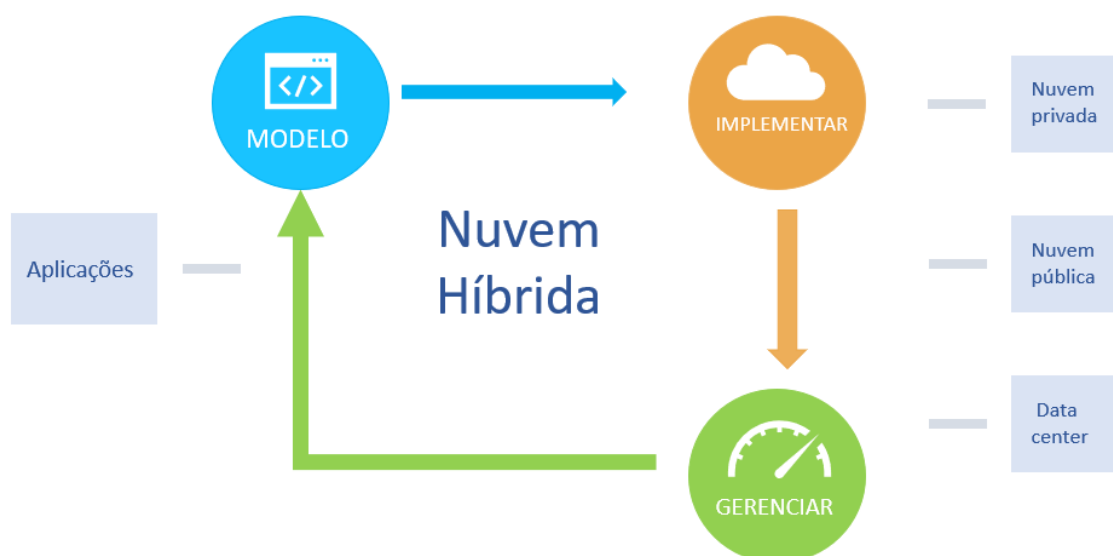 </>
MODELO
IMPLEMENTAR
Nuvem
privada
Aplicações
Nuvem
Híbrida
Nuvem
pública
Data
center
GERENCIAR